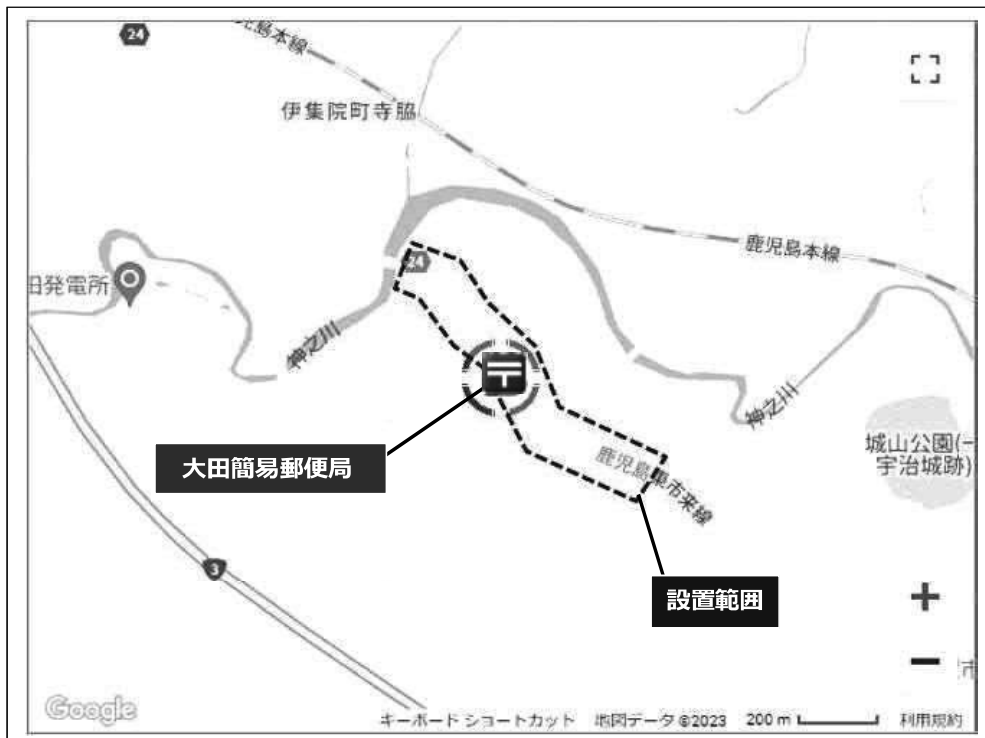 24
児島本線
伊集院町寺脇
鹿児島本線
24
田発電所
神之川
神之川
城山公園(一
宇治城跡)
大田簡易郵便局
鹿児島県市来線
3
設置範囲
市
Google
キーボード ショートカット 地図データ ©2023 200 m 利用規約